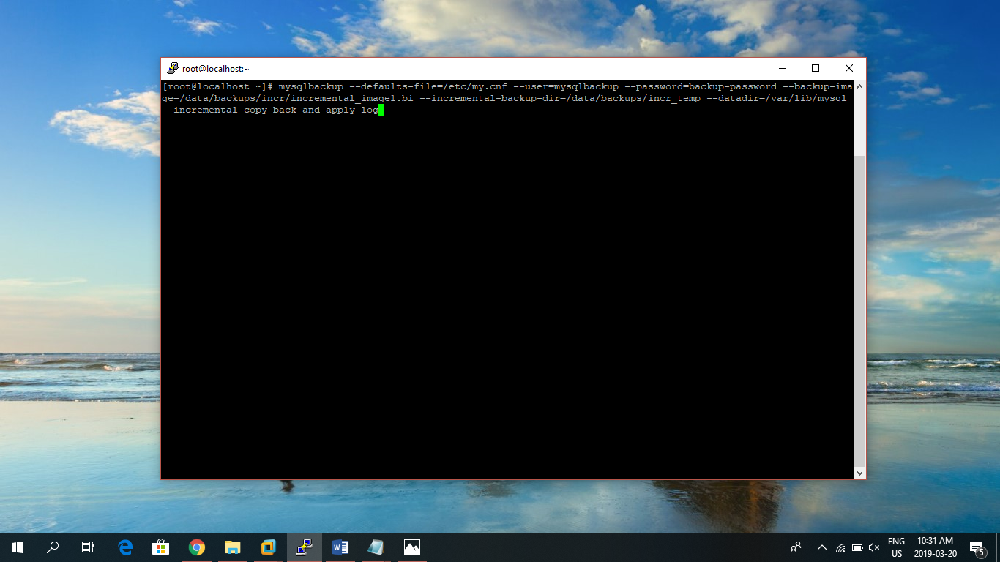 root@localhost:~
[root@localhost ~]# mysqlbackup --defaults-file=/etc/my.cnf --user=mysqlbackup --password=backup-password --backup-ima
ge=/data/backups/incr/incremental_image1.bi --incremental-backup-dir=/data/backups/incr_temp --datadir=/var/lib/mysql
--incremental copy-back-and-apply-log
ENG
US
10:31 AM
2019-03-20
5